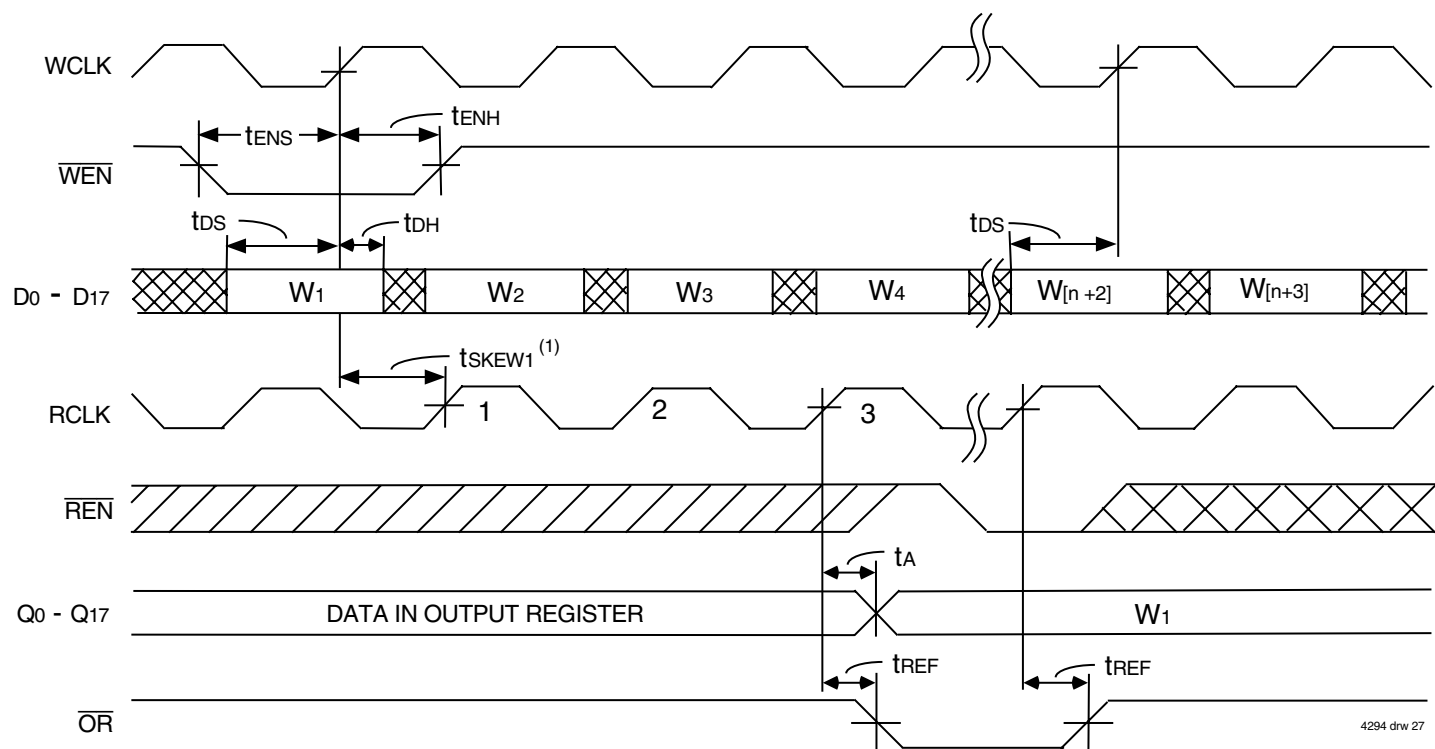 WCLK
tENS
tENH
WEN
tDS
tDH
tDS
D0 - D17
W1
W2
W3
W4
W[n +2]
W[n+3]
tSKEW1 (1)
RCLK
1
2
3
REN
tA
Q0 - Q17
DATA IN OUTPUT REGISTER
W1
tREF
tREF
OR
4294 drw 27